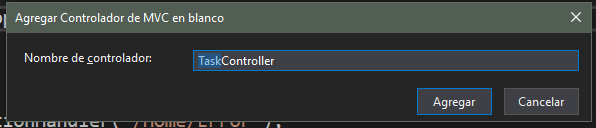 Agregar Controlador de MVC en blanco
Nombre de controlador:
TaskController
Agregar
Cancelar